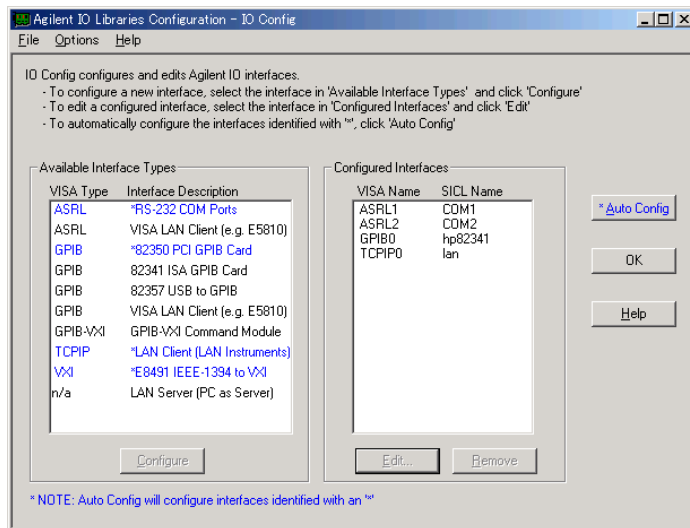 Agilent IO Libraries Configuration - IO Config
File Options Help
IO Config configures and edits Agilent IO interfaces.
- To configure a new interface, select the interface in 'Available Interface Types' and click 'Configure'
- To edit a configured interface, select the interface in 'Configured Interfaces' and click 'Edit'
- To automatically configure the interfaces identified with '*', click 'Auto Config'
Available Interface Types
VISA Type Interface Description
ASRL *RS-232 COM Ports
ASRL VISA LAN Client (e.g. E5810)
GPIB *82350 PCI GPIB Card
GPIB 82341 ISA GPIB Card
GPIB 82357 USB to GPIB
GPIB VISA LAN Client (e.g. E5810)
GPIB-VXI GPIB-VXI Command Module
TCPIP *LAN Client (LAN Instruments)
VXI *E8491 IEEE-1394 to VXI
n/a LAN Server (PC as Server)
Configure
Configured Interfaces
VISA Name SICL Name
ASRL1 COM1
ASRL2 COM2
GPIB0 hp82341
TCPIP0 lan
Edit... Remove
* Auto Config
OK
Help
* NOTE: Auto Config will configure interfaces identified with an '*'